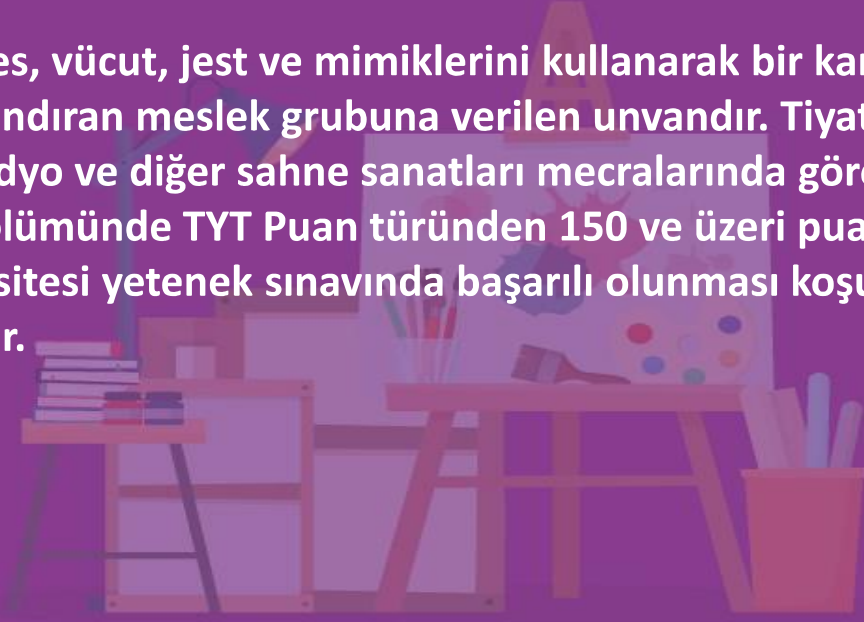 es, vücut, jest ve mimiklerini kullanarak bir kar
ndıran meslek grubuna verilen unvandır. Tiyat
dyo ve diğer sahne sanatları mecralarında gör
lümünde TYT Puan türünden 150 ve üzeri pua
sitesi yetenek sınavında başarılı olunması koşu
r.